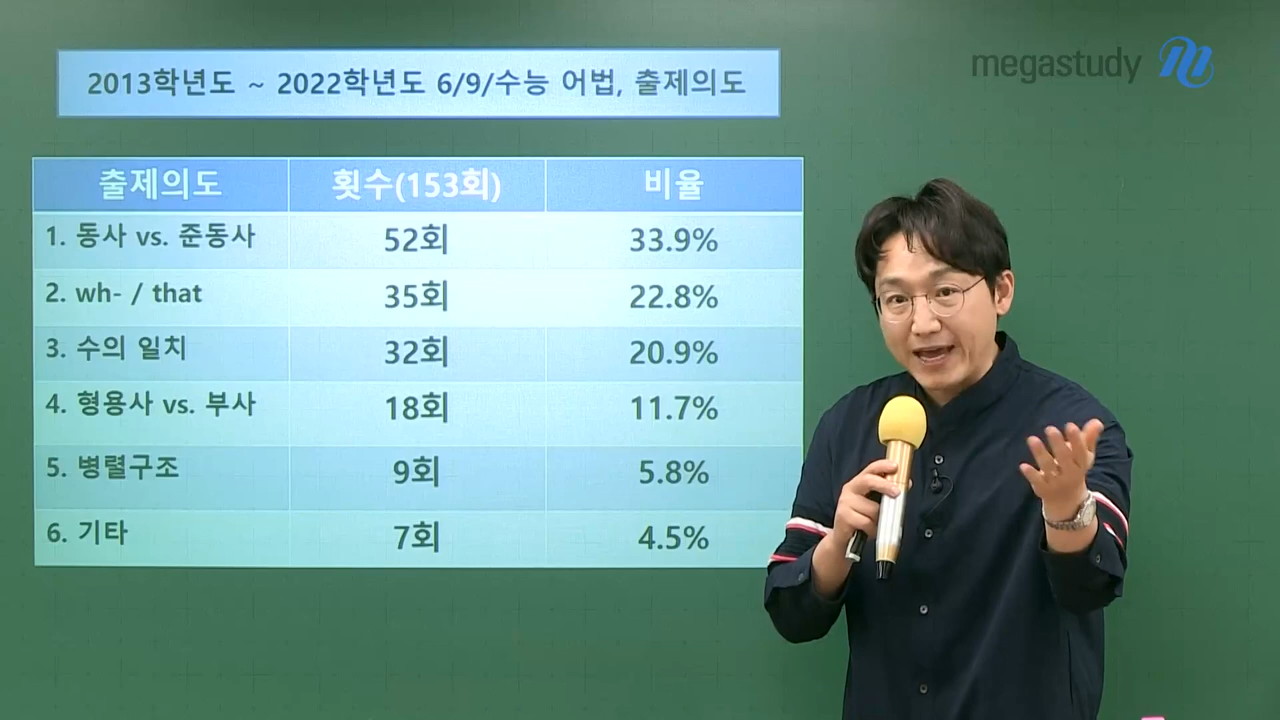 megastudy
2013학년도 ~ 2022학년도 6/9/수능 어법, 출제의도
출제의도 횟수(153회) 비율
1. 동사 vs. 준동사 52회 33.9%
2. wh- / that 35회 22.8%
3. 수의 일치 32회 20.9%
4. 형용사 vs. 부사 18회 11.7%
5. 병렬구조 9회 5.8%
6. 기타 7회 4.5%